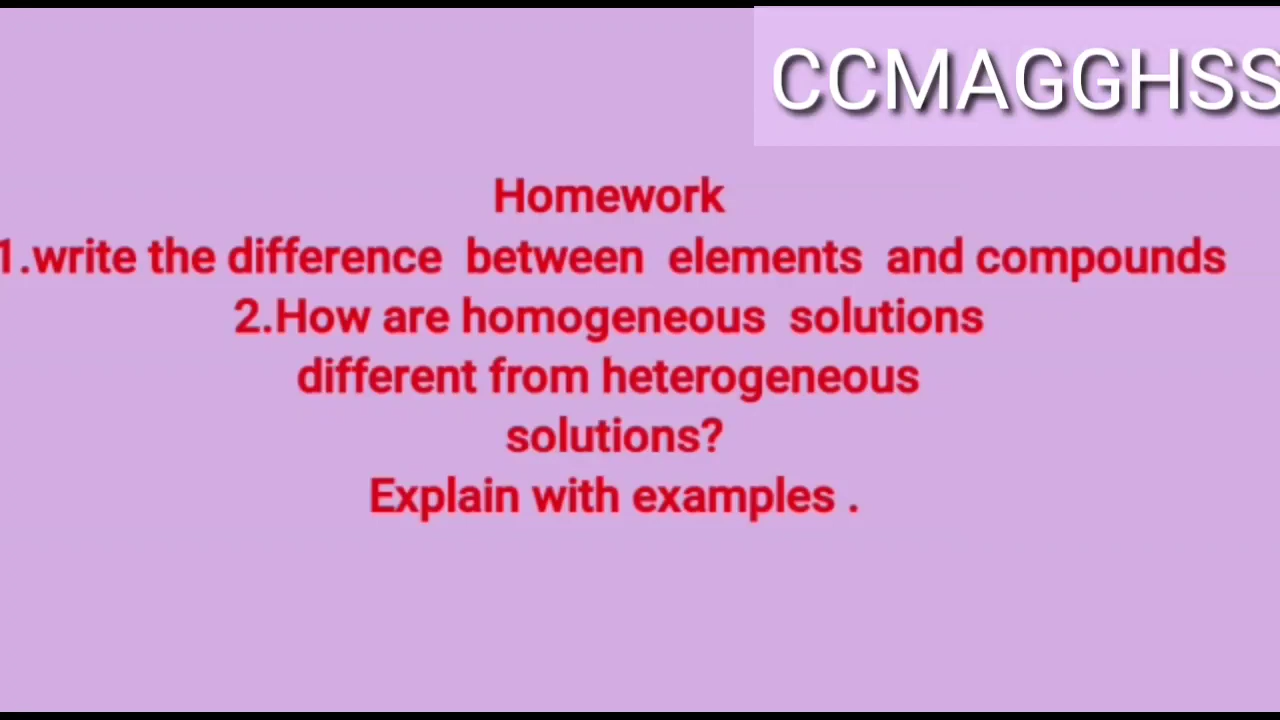 CCMAGGHSS
Homework
1.write the difference between elements and compounds
2.How are homogeneous solutions
different from heterogeneous
solutions?
Explain with examples .